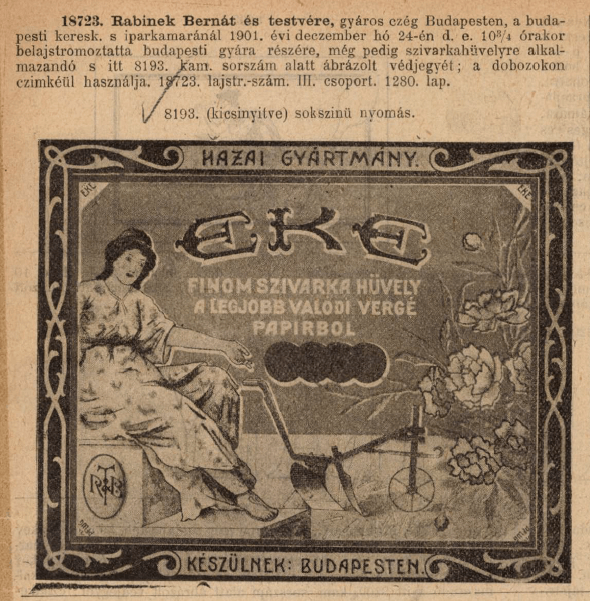 18723. Rabinek Bernát és testvére, gyáros czég Budapesten, a buda-
pesti keresk. s iparkamaránál 1901. évi deczember hó 24-én d. e. 10³/₄ órakor
belajstromoztatta budapesti gyára részére, még pedig szivarkahüvelyre alkal-
mazandó s itt 8193. kam. sorszám alatt ábrázolt védjegyét; a dobozokon
czimkéül használja. 18723. lajstr.-szám. III. csoport. 1280. lap.
8193. (kicsinyitve) sokszinü nyomás.
HAZAI GYÁRTMÁNY.
EKE
FINOM SZIVARKA HÜVELY
A LEGJOBB VALÓDI VERGÉ
PAPIRBOL
KÉSZÜLNEK: BUDAPESTEN.